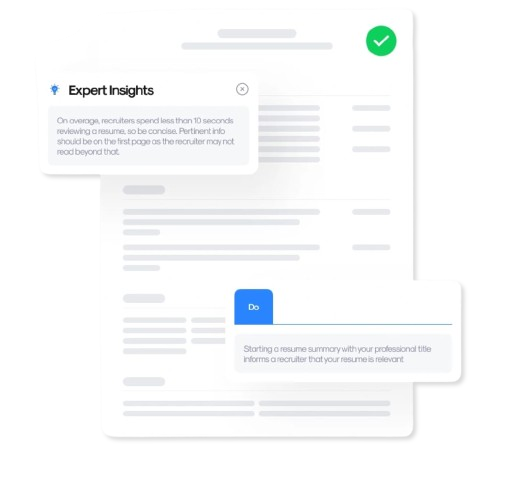 Expert Insights
On overage, recruiters spend less than 10 seconds
reviewing a resume, so be concise. Pertinent info
should be on the first page as the recruiter may not
read beyond that.
Do
Starting a resume summary with your professional title
informs a recruiter that your resume is relevant